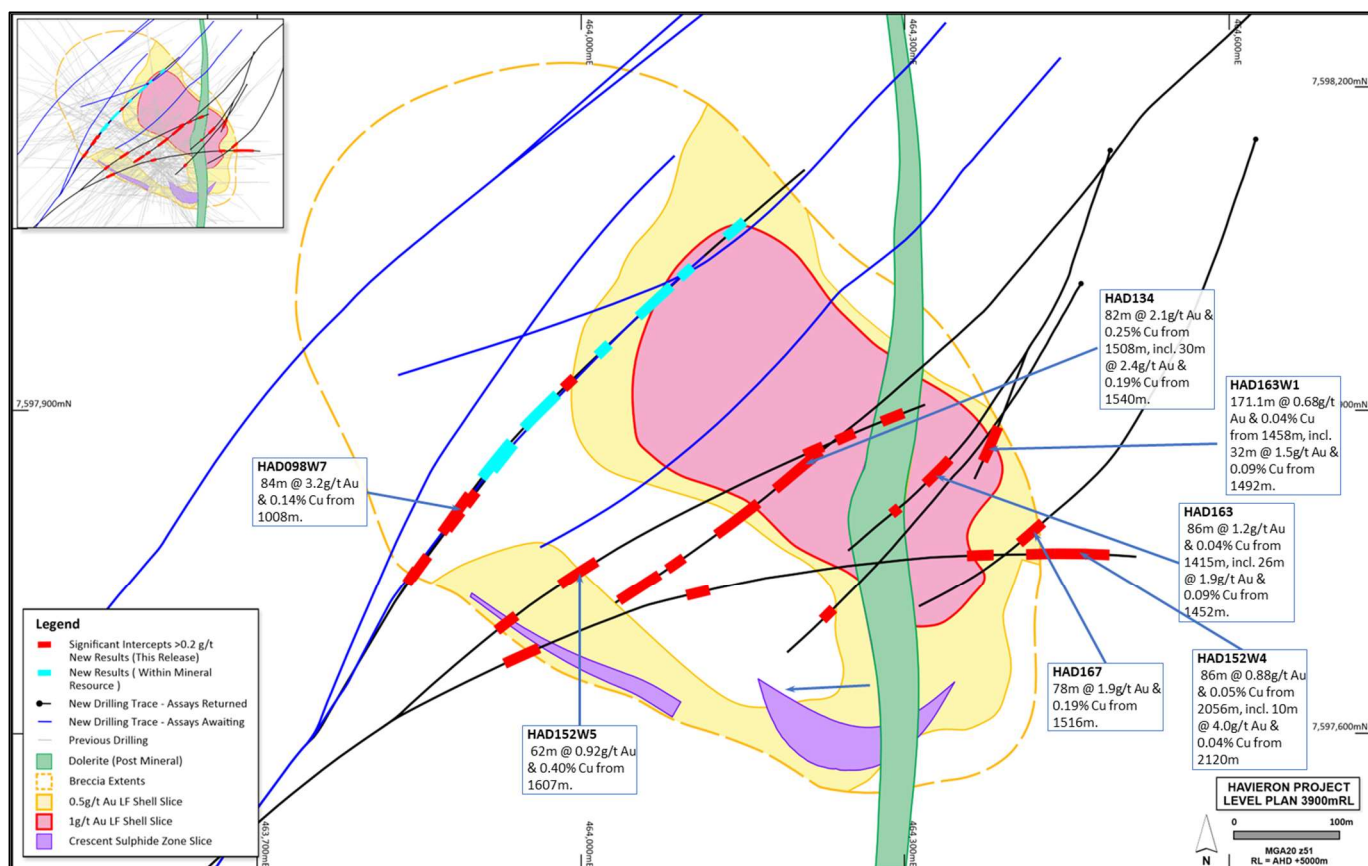 464,000mE
464,300mE
464,600mE
7,598,200mN
HAD134
82m @ 2.1g/t Au &
0.25% Cu from
1508m, incl. 30m
@ 2.4g/t Au &
0.19% Cu from
1540m.
7,597,900mN
900mN
HAD163W1
171.1m @ 0.68g/t
Au & 0.04% Cu
from 1458m, incl.
32m @ 1.5g/t Au &
0.09% Cu from
1492m.
HAD098W7
84m @ 3.2g/t Au
& 0.14% Cu from
1008m.
HAD163
86m @ 1.2g/t Au
& 0.04% Cu from
1415m, incl. 26m
@ 1.9g/t Au &
0.09% Cu from
1452m.
HAD167
78m @ 1.9g/t Au &
0.19% Cu from
1516m.
HAD152W4
86m @ 0.88g/t Au
& 0.05% Cu from
2056m, incl. 10m
@ 4.0g/t Au &
0.04% Cu from
2120m
HAD152W5
62m @ 0.92g/t Au
& 0.40% Cu from
1607m.
7,597,600mN
Legend
Significant Intercepts >0.2 g/t
New Results (This Release)
New Results ( Within Mineral
Resource )
New Drilling Trace - Assays Returned
New Drilling Trace - Assays Awaiting
Previous Drilling
Dolerite (Post Mineral)
Breccia Extents
0.5g/t Au LF Shell Slice
1g/t Au LF Shell Slice
Crescent Sulphide Zone Slice
463,700mE
464,000mE
464,300mE
HAVIERON PROJECT
LEVEL PLAN 3900mRL
0 100m
N
MGA20 z51
RL = AHD +5000m